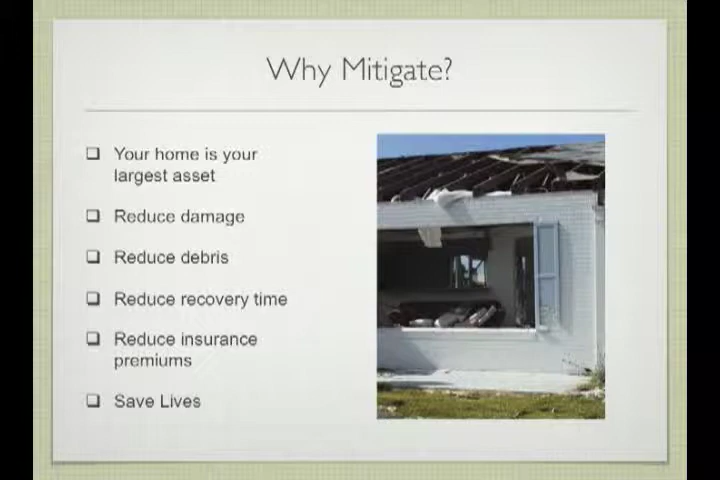 Why Mitigate?
Your home is your
largest asset
Reduce damage
Reduce debris
Reduce recovery time
Reduce insurance
premiums
Save Lives